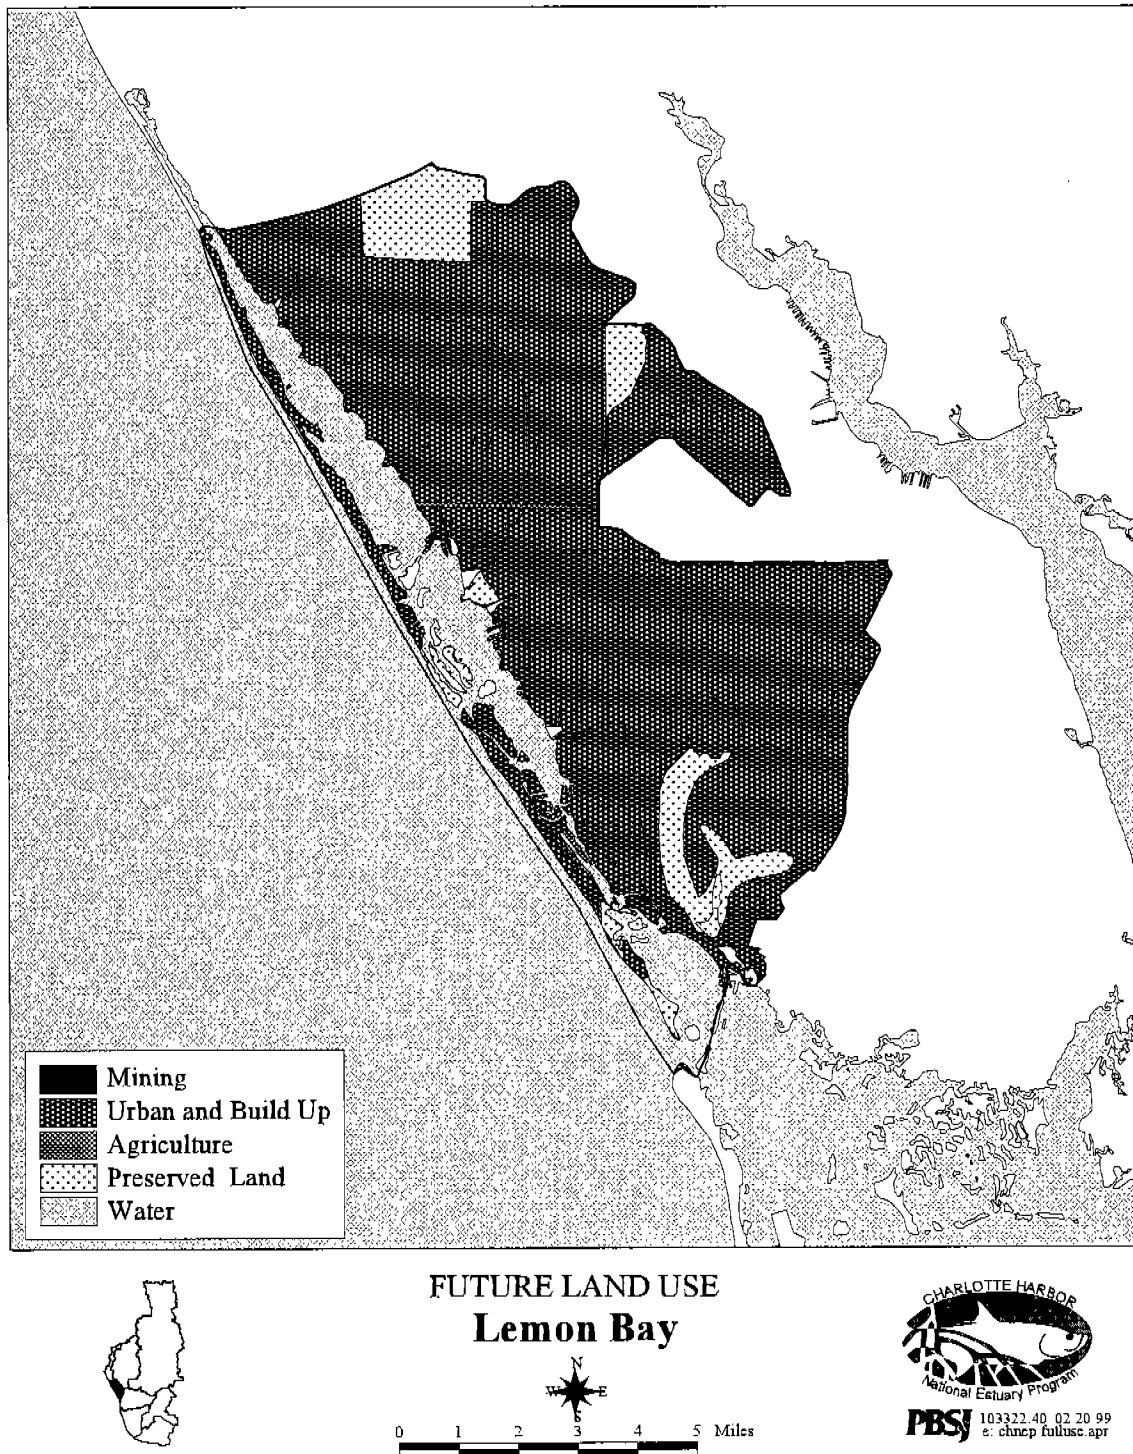 Mining
Urban and Build Up
Agriculture
Preserved Land
Water
FUTURE LAND USE
Lemon Bay
N
W E
S
0 1 2 3 4 5 Miles
CHARLOTTE HARBOR
National Estuary Program
PBSJ 103322.40 02 20 99
e: chnep futluse.apr